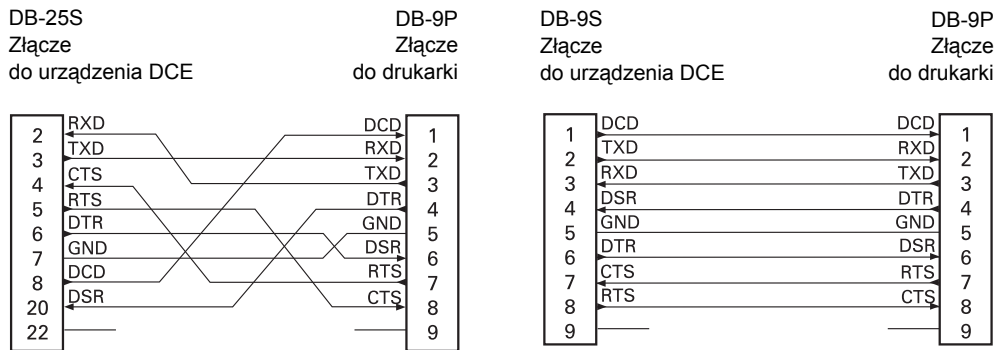 DB-25S DB-9P
Złącze Złącze
do urządzenia DCE do drukarki
2 RXD DCD 1
3 TXD RXD 2
4 CTS TXD 3
5 RTS DTR 4
6 DTR GND 5
7 GND DSR 6
8 DCD RTS 7
20 DSR CTS 8
22 9
DB-9S DB-9P
Złącze Złącze
do urządzenia DCE do drukarki
1 DCD DCD 1
2 TXD RXD 2
3 RXD TXD 3
4 DSR DTR 4
5 GND GND 5
6 DTR DSR 6
7 CTS RTS 7
8 RTS CTS 8
9 9